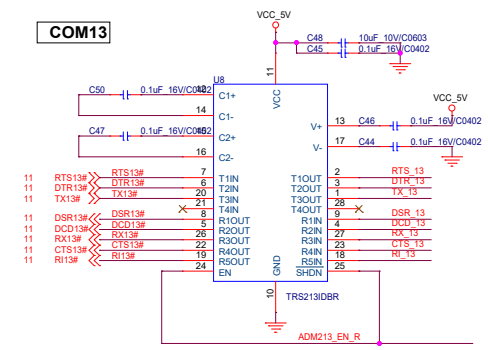 COM13
VCC_5V
C48 10uF_10V/C0603
C45 0.1uF_16V/C0402
U8
11
VCC
C50 0.1uF_16V/C0402
12 C1+
14 C1-
C47 0.1uF_16V/C0402
15 C2+
16 C2-
VCC_5V
V+ 13 C46 0.1uF_16V/C0402
V- 17 C44 0.1uF_16V/C0402
11 RTS13# RTS13# 7 T1IN T1OUT 2 RTS_13
11 DTR13# DTR13# 6 T2IN T2OUT 3 DTR_13
11 TX13# TX13# 20 T3IN T3OUT 1 TX_13
21 T4IN T4OUT 28
11 DSR13# DSR13# 8 R1OUT R1IN 9 DSR_13
11 DCD13# DCD13# 5 R2OUT R2IN 4 DCD_13
11 RX13# RX13# 26 R3OUT R3IN 27 RX_13
11 CTS13# CTS13# 22 R4OUT R4IN 23 CTS_13
11 RI13# RI13# 19 R5OUT R5IN 18 RI_13
24 EN SHDN 25
GND
10
TRS213IDBR
ADM213_EN_R